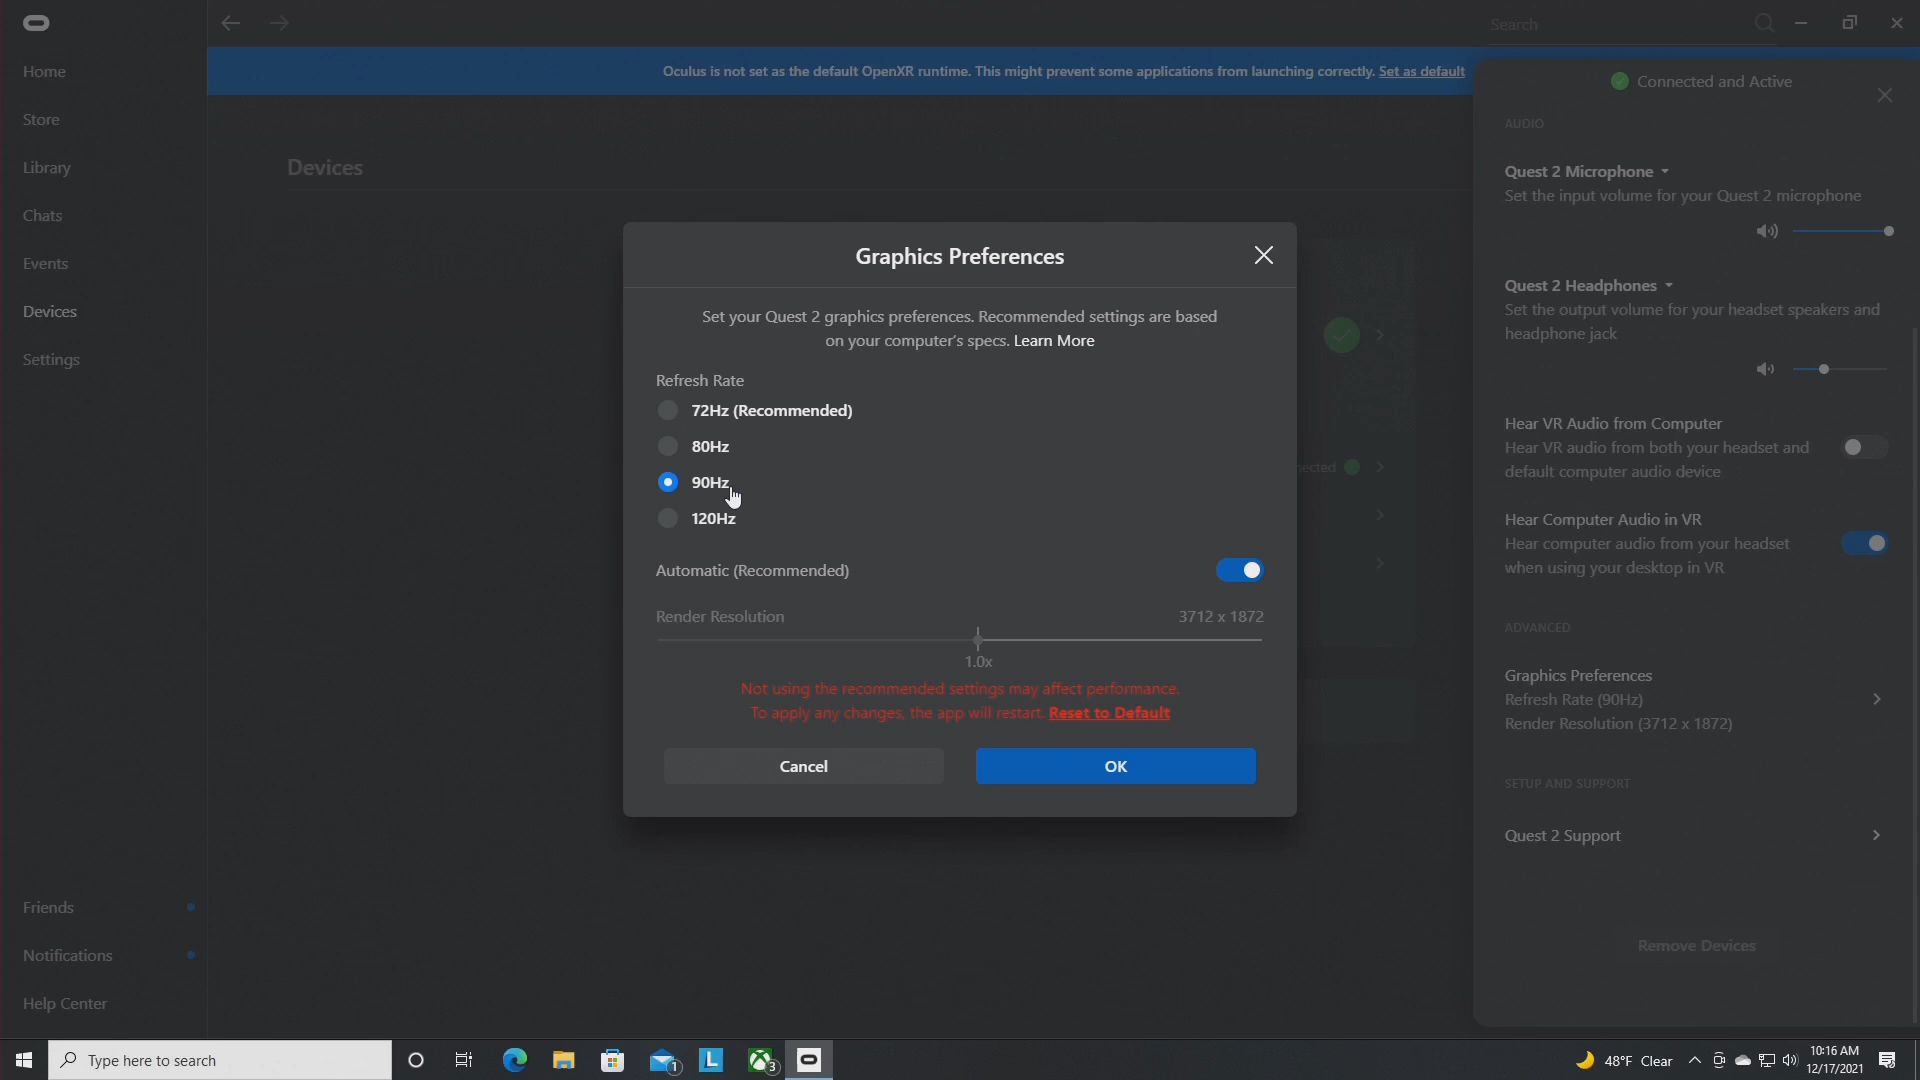 Search
Home
Store
Library
Chats
Events
Devices
Settings
Friends
Notifications
Help Center
Oculus is not set as the default OpenXR runtime. This might prevent some applications from launching correctly. Set as default
Devices
Graphics Preferences
Set your Quest 2 graphics preferences. Recommended settings are based
on your computer's specs. Learn More
Refresh Rate
72Hz (Recommended)
80Hz
90Hz
120Hz
Automatic (Recommended)
Render Resolution 3712 x 1872
1.0x
Not using the recommended settings may affect performance.
To apply any changes, the app will restart. Reset to Default
Cancel OK
Connected and Active
AUDIO
Quest 2 Microphone
Set the input volume for your Quest 2 microphone
Quest 2 Headphones
Set the output volume for your headset speakers and
headphone jack
Hear VR Audio from Computer
Hear VR audio from both your headset and
default computer audio device
Hear Computer Audio in VR
Hear computer audio from your headset
when using your desktop in VR
ADVANCED
Graphics Preferences
Refresh Rate (90Hz)
Render Resolution (3712 x 1872)
SETUP AND SUPPORT
Quest 2 Support
Remove Devices
Type here to search
1
L
3
48°F Clear
10:16 AM
12/17/2021